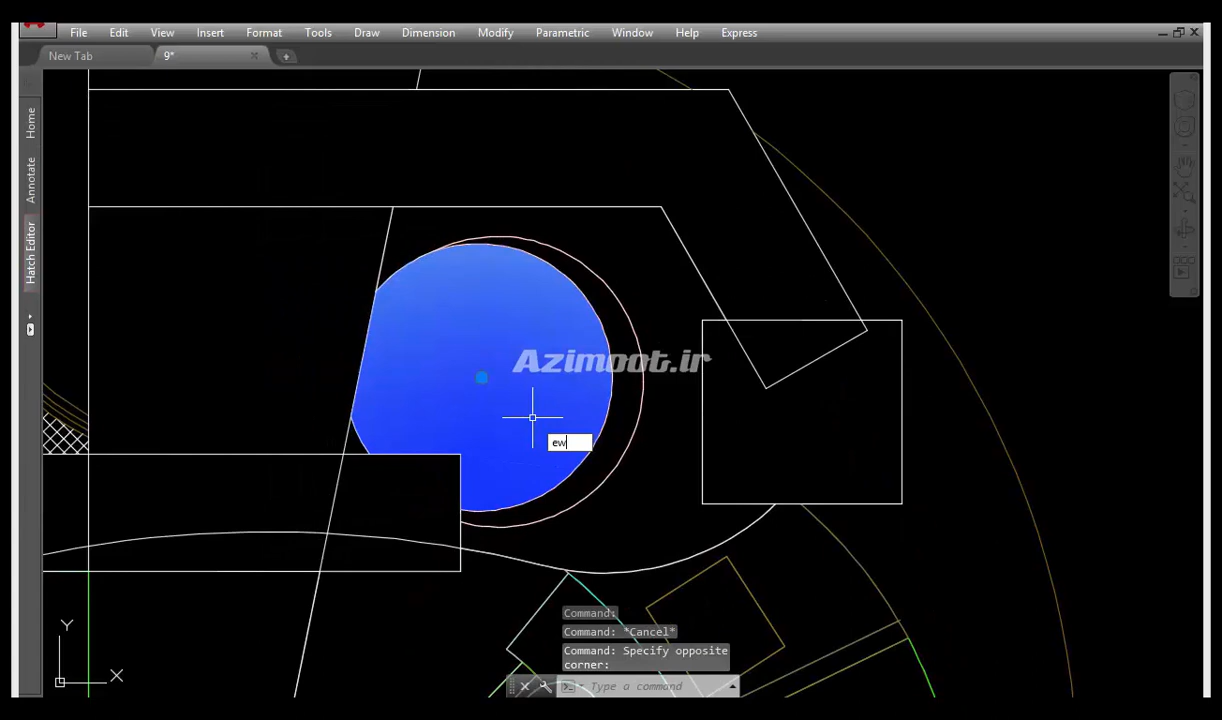 File Edit View Insert Format Tools Draw Dimension Modify Parametric Window Help Express
New Tab 9*
Home
Annotate
Hatch Editor
Azimoot.ir
ew
Y
X
Command:
Command: *Cancel*
Command: Specify opposite
corner:
Type a command